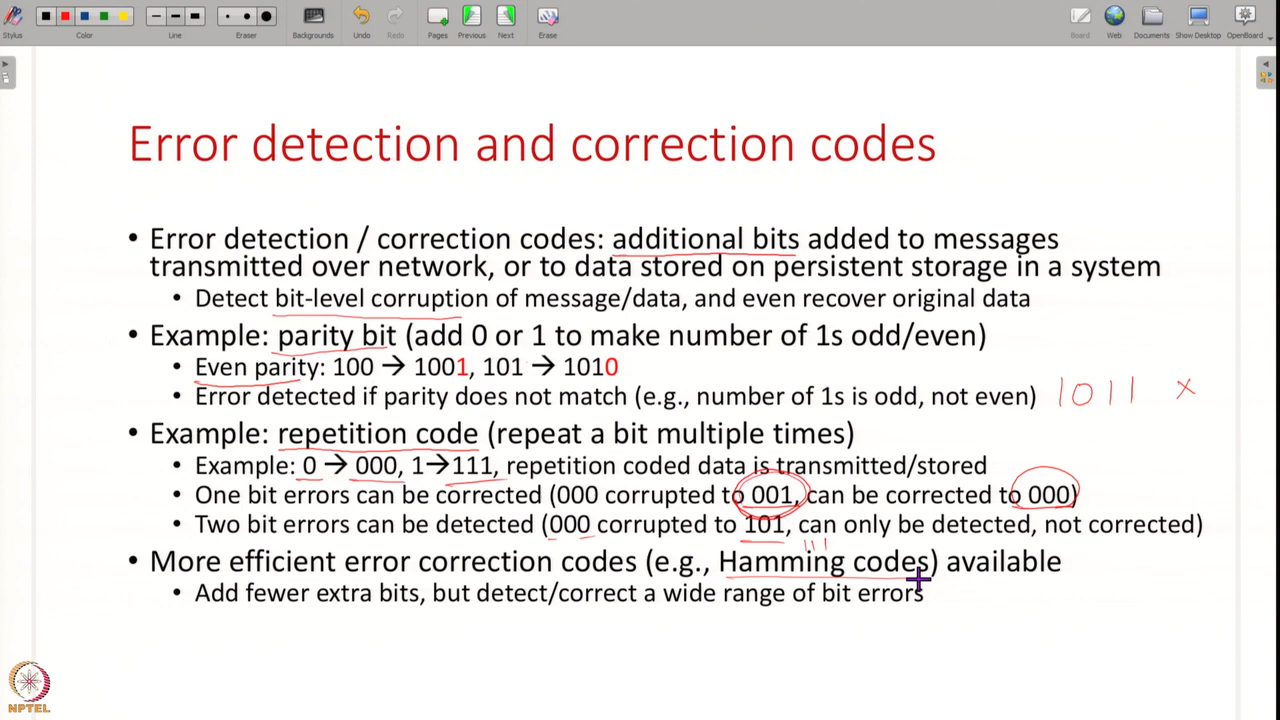 Stylus Color Line Eraser Backgrounds Undo Redo Pages Previous Next Erase Board Web Documents Show Desktop OpenBoard
Error detection and correction codes
• Error detection / correction codes: additional bits added to messages
transmitted over network, or to data stored on persistent storage in a system
• Detect bit-level corruption of message/data, and even recover original data
• Example: parity bit (add 0 or 1 to make number of 1s odd/even)
• Even parity: 100 → 1001, 101 → 1010
• Error detected if parity does not match (e.g., number of 1s is odd, not even) 1011 ×
• Example: repetition code (repeat a bit multiple times)
• Example: 0 → 000, 1→111, repetition coded data is transmitted/stored
• One bit errors can be corrected (000 corrupted to 001, can be corrected to 000)
• Two bit errors can be detected (000 corrupted to 101, can only be detected, not corrected)
111
• More efficient error correction codes (e.g., Hamming codes) available
• Add fewer extra bits, but detect/correct a wide range of bit errors
NPTEL